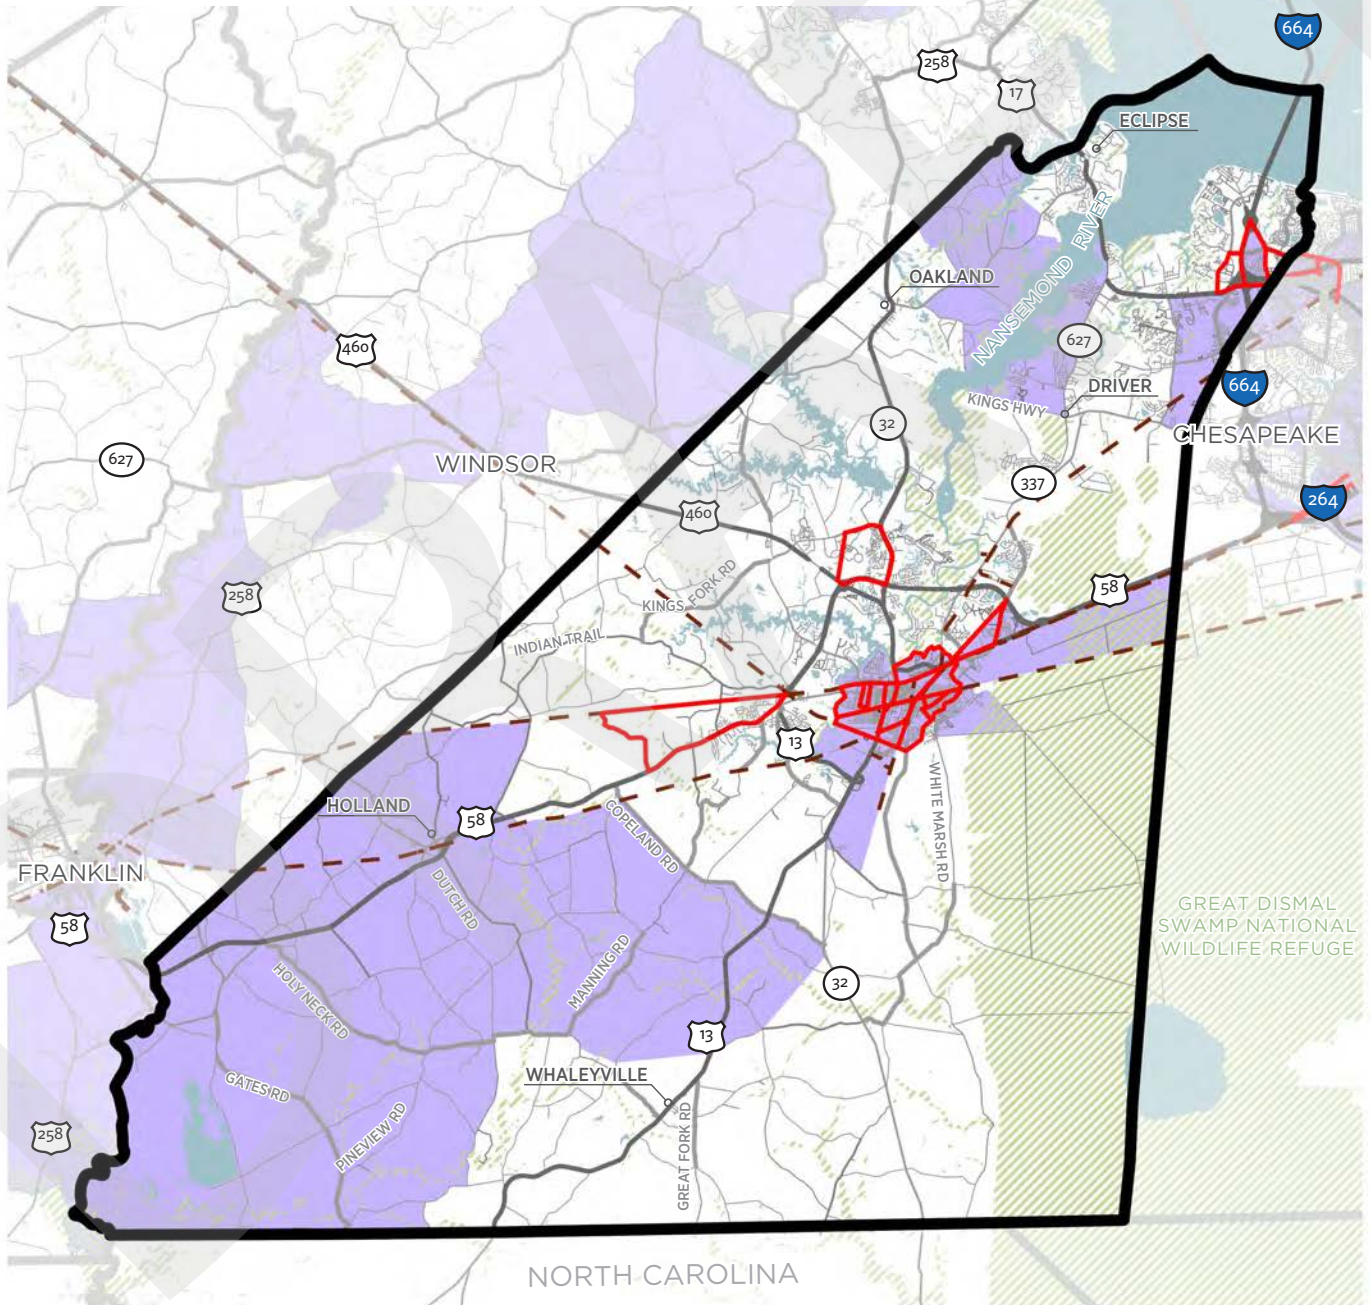 664
258
17
ECLIPSE
NANSEMOND RIVER
OAKLAND
627
460
DRIVER
664
KINGS HWY
32
CHESAPEAKE
627
WINDSOR
337
264
460
KINGS FORK RD
58
258
INDIAN TRAIL
13
WHITE MARSH RD
HOLLAND
58
COPELAND RD
FRANKLIN
DUTCH RD
58
GREAT DISMAL
SWAMP NATIONAL
WILDLIFE REFUGE
MANNING RD
HOLY NECK RD
32
13
WHALEYVILLE
GATES RD
PINEVIEW RD
258
GREAT FORK RD
NORTH CAROLINA
DRAFT